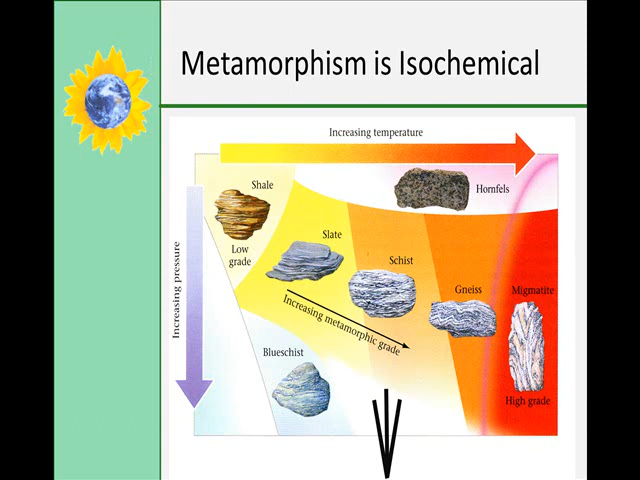 Metamorphism is Isochemical
Increasing temperature
Shale
Hornfels
Low
grade
Slate
Schist
Gneiss
Migmatite
Increasing pressure
Increasing metamorphic grade
Blueschist
High grade